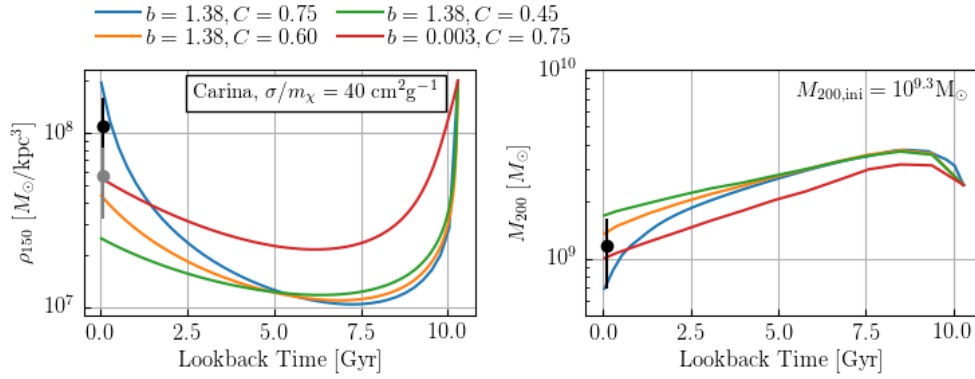 b = 1.38, C = 0.75
b = 1.38, C = 0.45
b = 1.38, C = 0.60
b = 0.003, C = 0.75
Carina, σ/m_χ = 40 cm²g⁻¹
ρ₁₅₀ [M_⊙/kpc³]
10⁸
10⁷
0.0 2.5 5.0 7.5 10.0
Lookback Time [Gyr]
M₂₀₀,ini = 10^9.3 M_⊙
M₂₀₀ [M_⊙]
10¹⁰
10⁹
0.0 2.5 5.0 7.5 10.0
Lookback Time [Gyr]